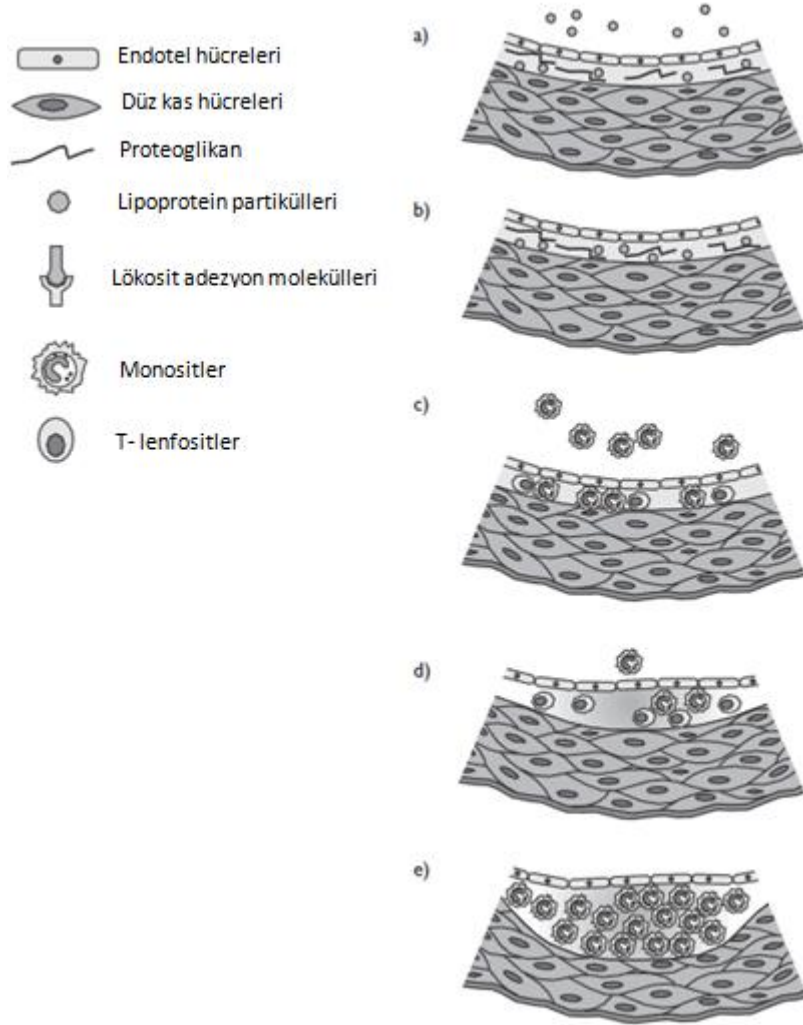 Endotel hücreleri
Düz kas hücreleri
Proteoglikan
Lipoprotein partikülleri
Lökosit adezyon molekülleri
Monositler
T- lenfositler
a)
b)
c)
d)
e)